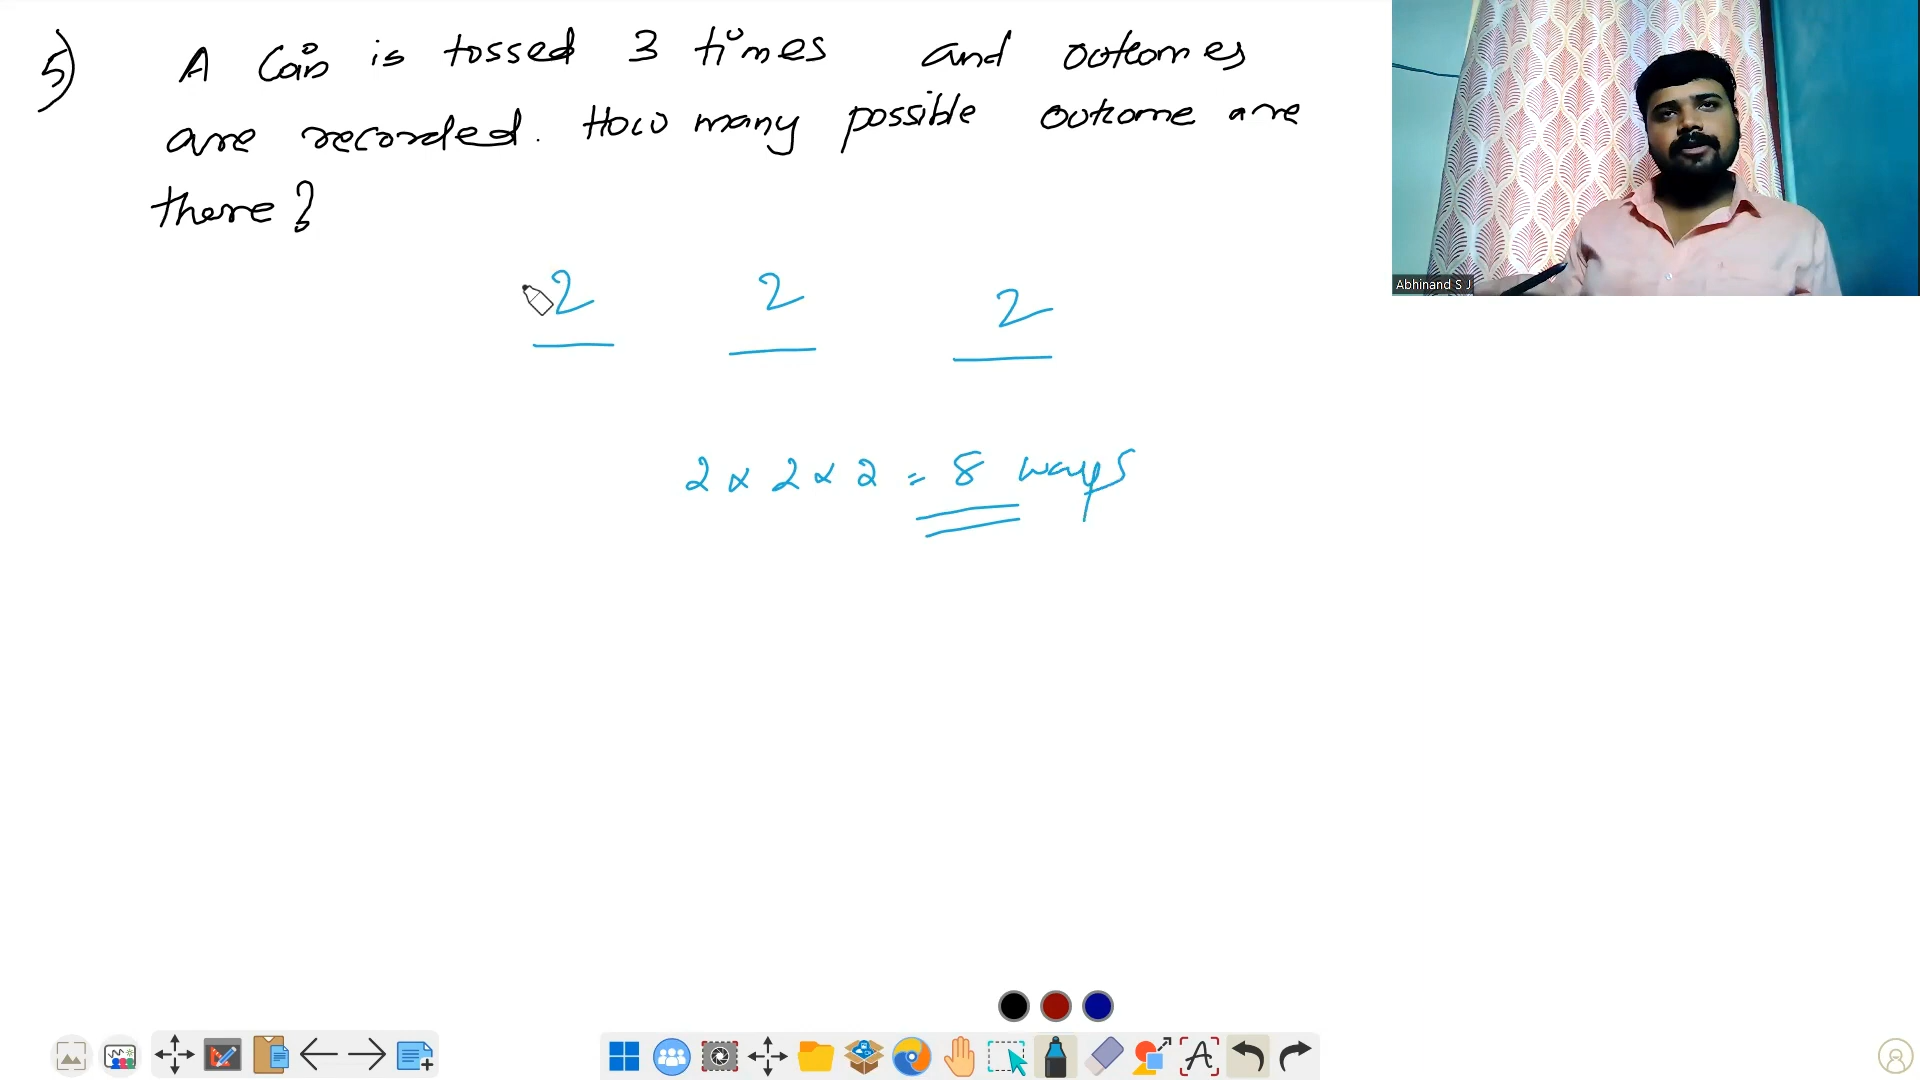 5) A Coin is tossed 3 times and outcomes
are recorded. How many possible outcome are
there?
2 2 2
2 x 2 x 2 = 8 ways
Abhinand S J